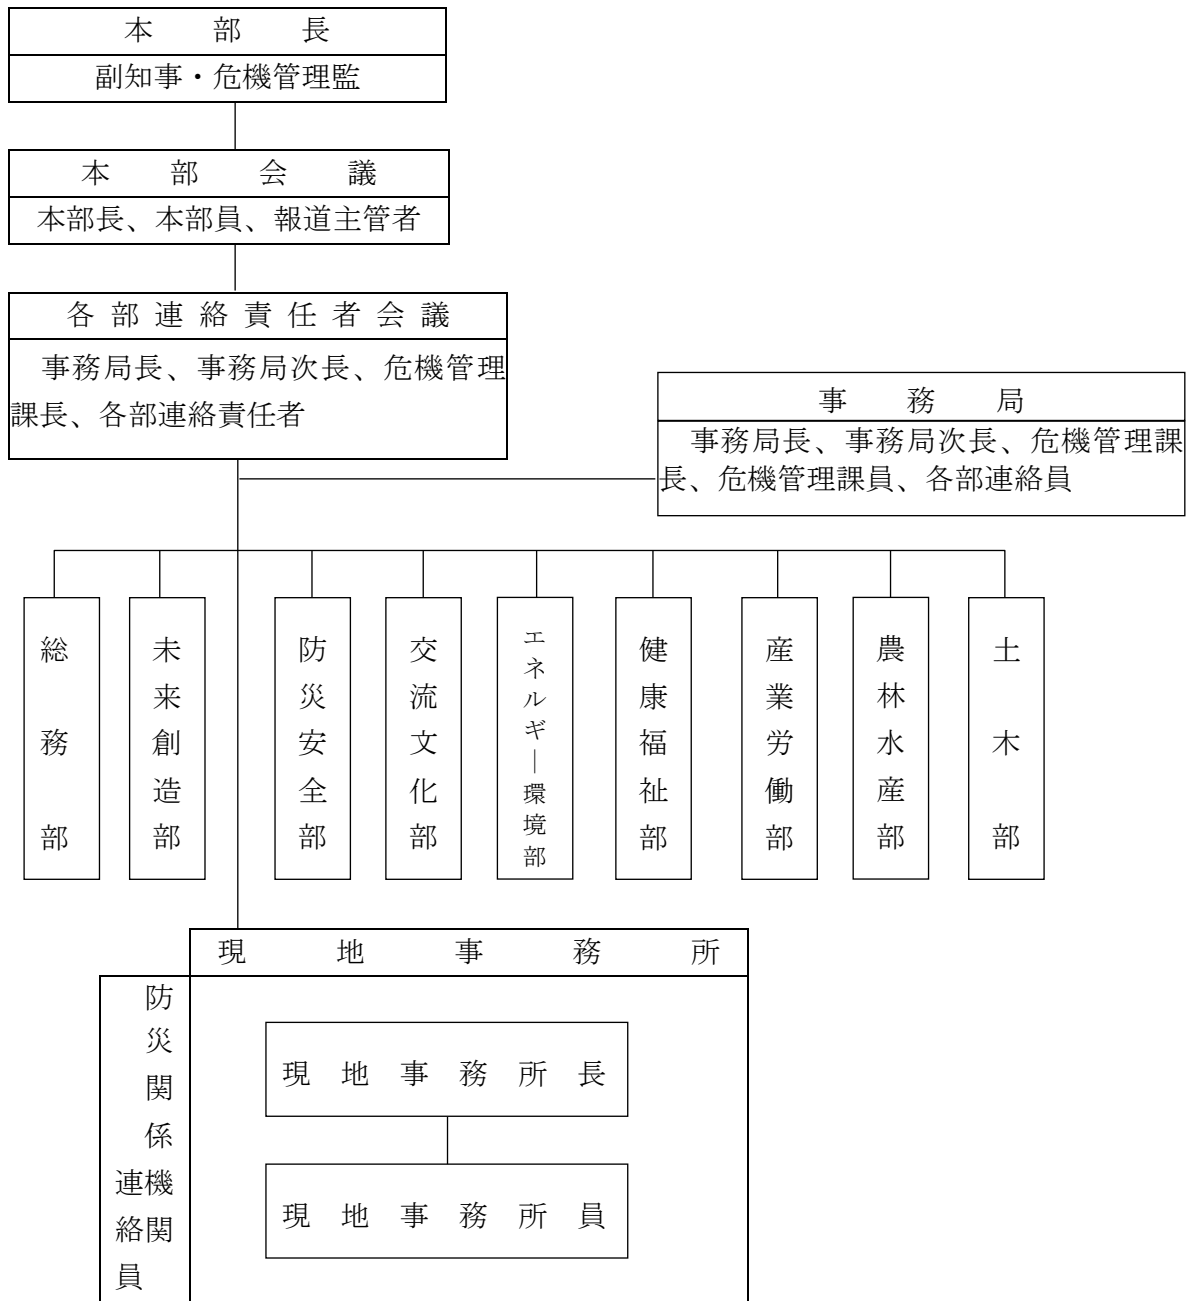 本部長
副知事・危機管理監
本部会議
本部長、本部員、報道主管者
各部連絡責任者会議
事務局長、事務局次長、危機管理
課長、各部連絡責任者
事務局
事務局長、事務局次長、危機管理課
長、危機管理課員、各部連絡員
総務部
未来創造部
防災安全部
交流文化部
エネルギー環境部
健康福祉部
産業労働部
農林水産部
土木部
現地事務所
防災関係機関
連絡員
現地事務所長
現地事務所員